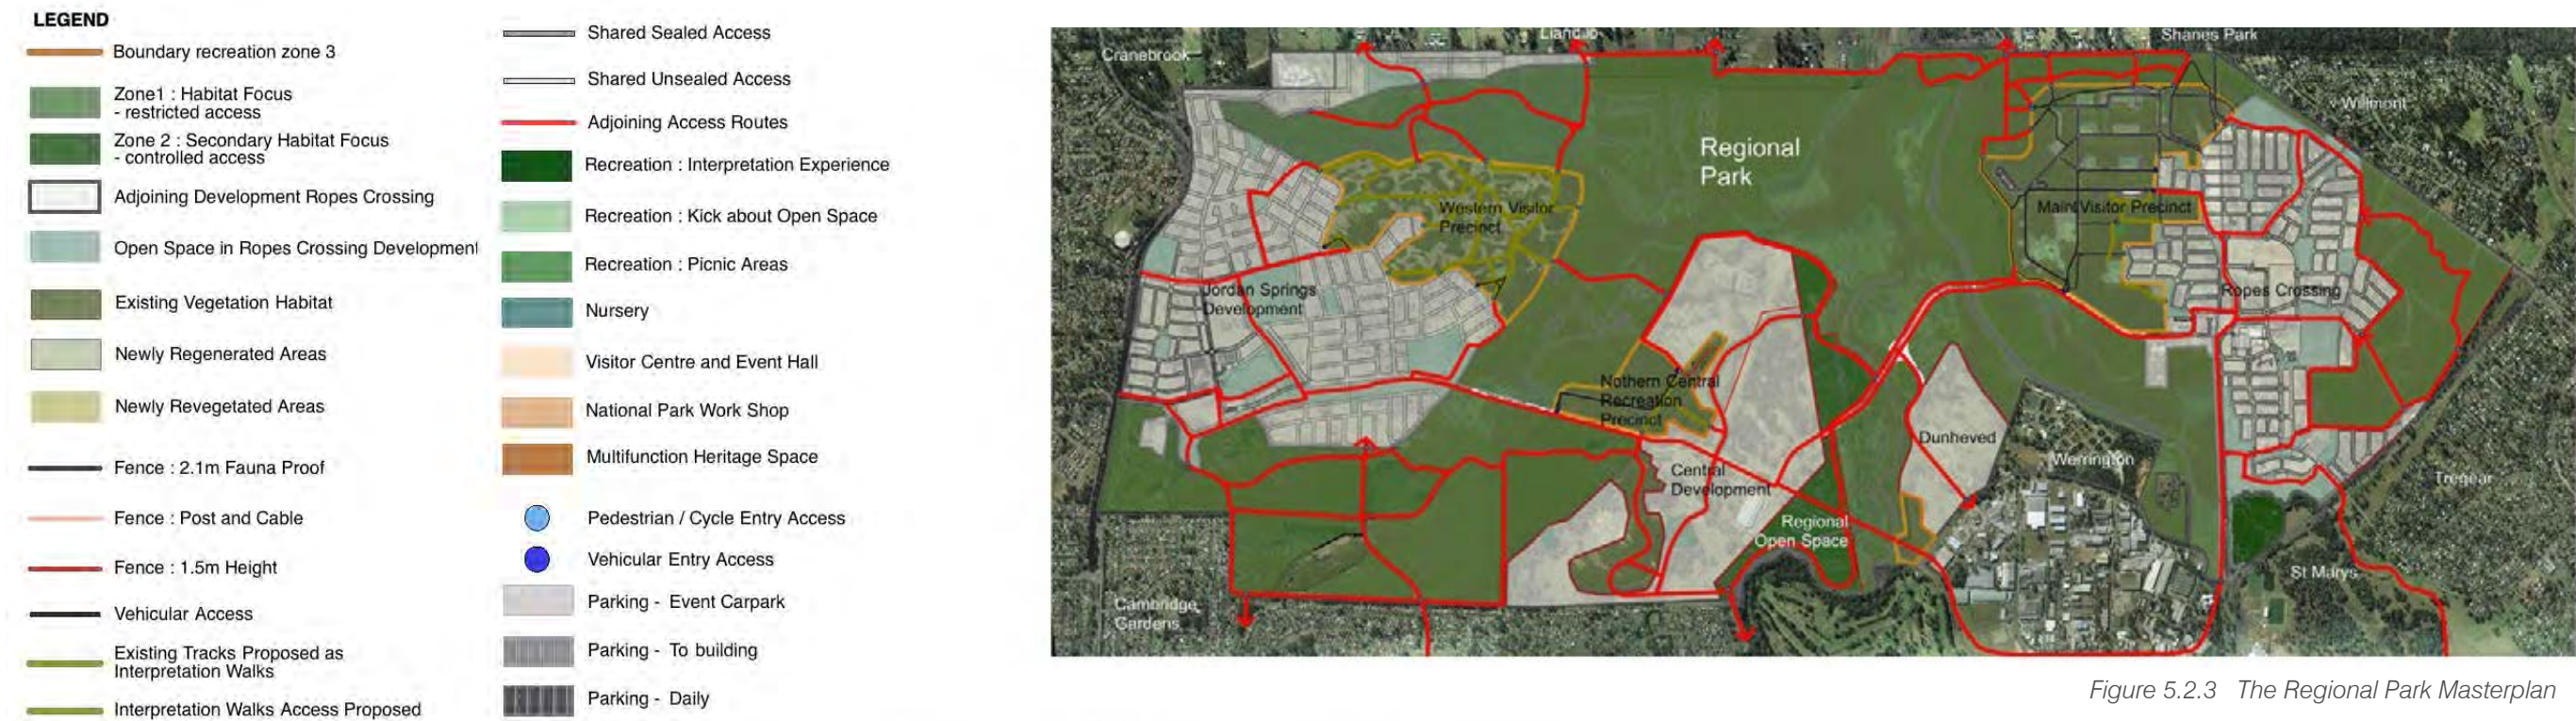 LEGEND
Boundary recreation zone 3
Zone1 : Habitat Focus
- restricted access
Zone 2 : Secondary Habitat Focus
- controlled access
Adjoining Development Ropes Crossing
Open Space in Ropes Crossing Development
Existing Vegetation Habitat
Newly Regenerated Areas
Newly Revegetated Areas
Fence : 2.1m Fauna Proof
Fence : Post and Cable
Fence : 1.5m Height
Vehicular Access
Existing Tracks Proposed as
Interpretation Walks
Interpretation Walks Access Proposed
Shared Sealed Access
Shared Unsealed Access
Adjoining Access Routes
Recreation : Interpretation Experience
Recreation : Kick about Open Space
Recreation : Picnic Areas
Nursery
Visitor Centre and Event Hall
National Park Work Shop
Multifunction Heritage Space
Pedestrian / Cycle Entry Access
Vehicular Entry Access
Parking - Event Carpark
Parking - To building
Parking - Daily
Cranebrook
Shanes Park
Willmont
Regional
Park
Western Visitor
Precinct
Main Visitor Precinct
Jordan Springs
Development
Ropes Crossing
Nothern Central
Recreation
Precinct
Dunheved
Werrington
Central
Development
Tregear
Regional
Open Space
St Marys
Cambridge
Gardens
Figure 5.2.3 The Regional Park Masterplan